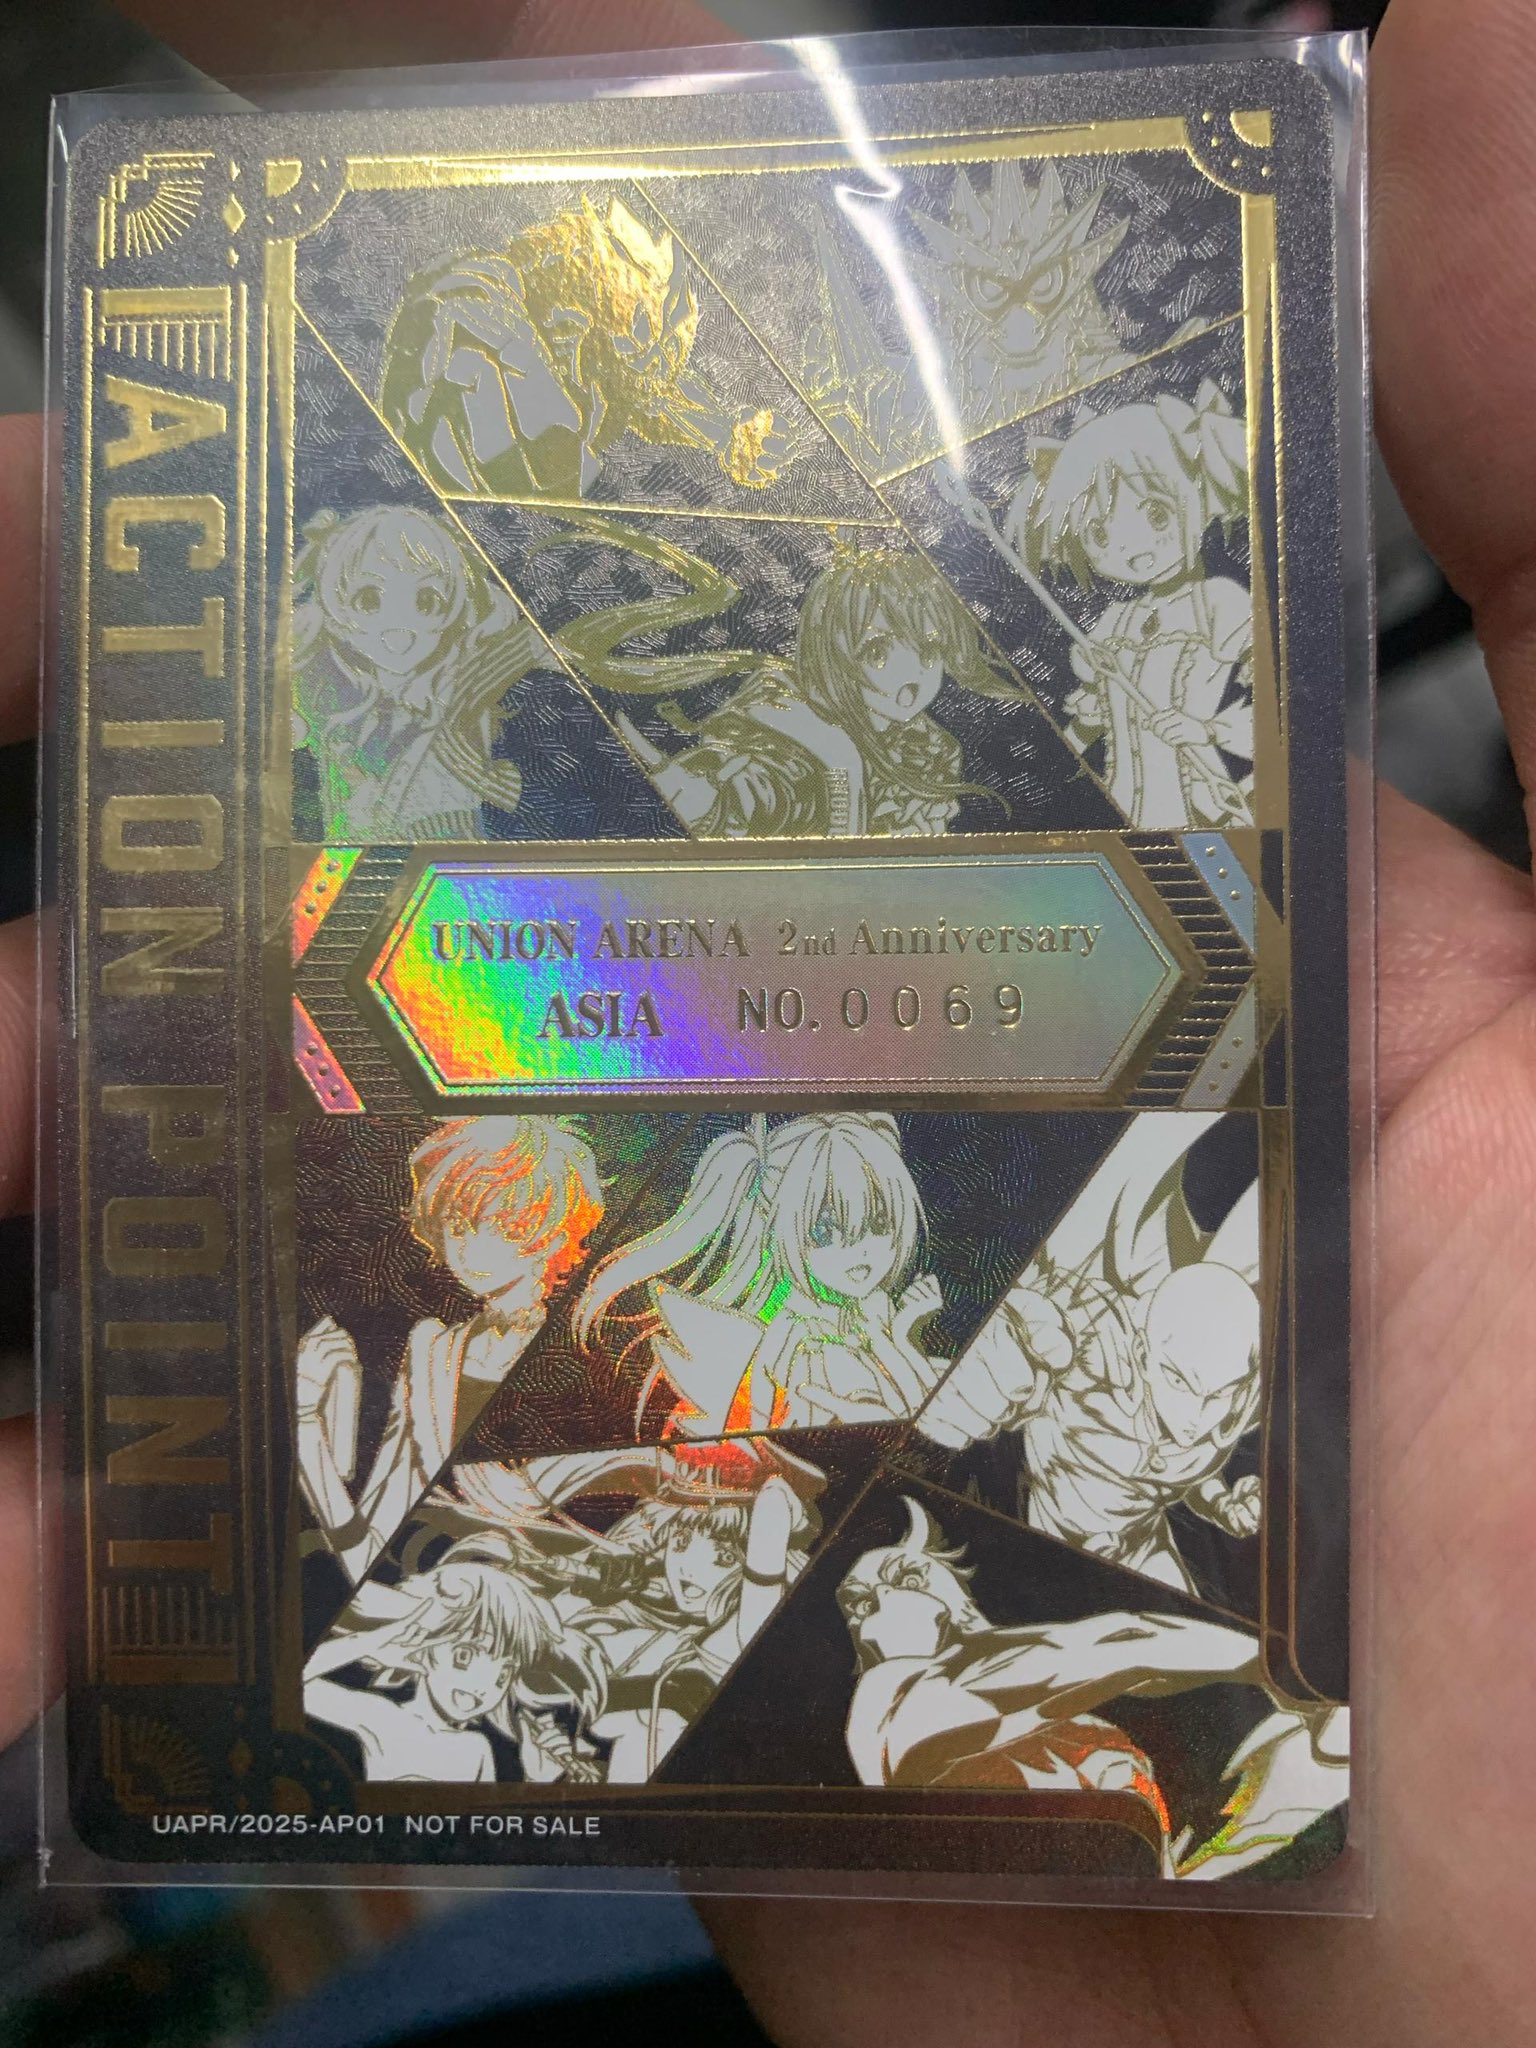 ACTION POINT
UNION ARENA 2nd Anniversary
ASIA NO.0069
UAPR/2025-AP01 NOT FOR SALE